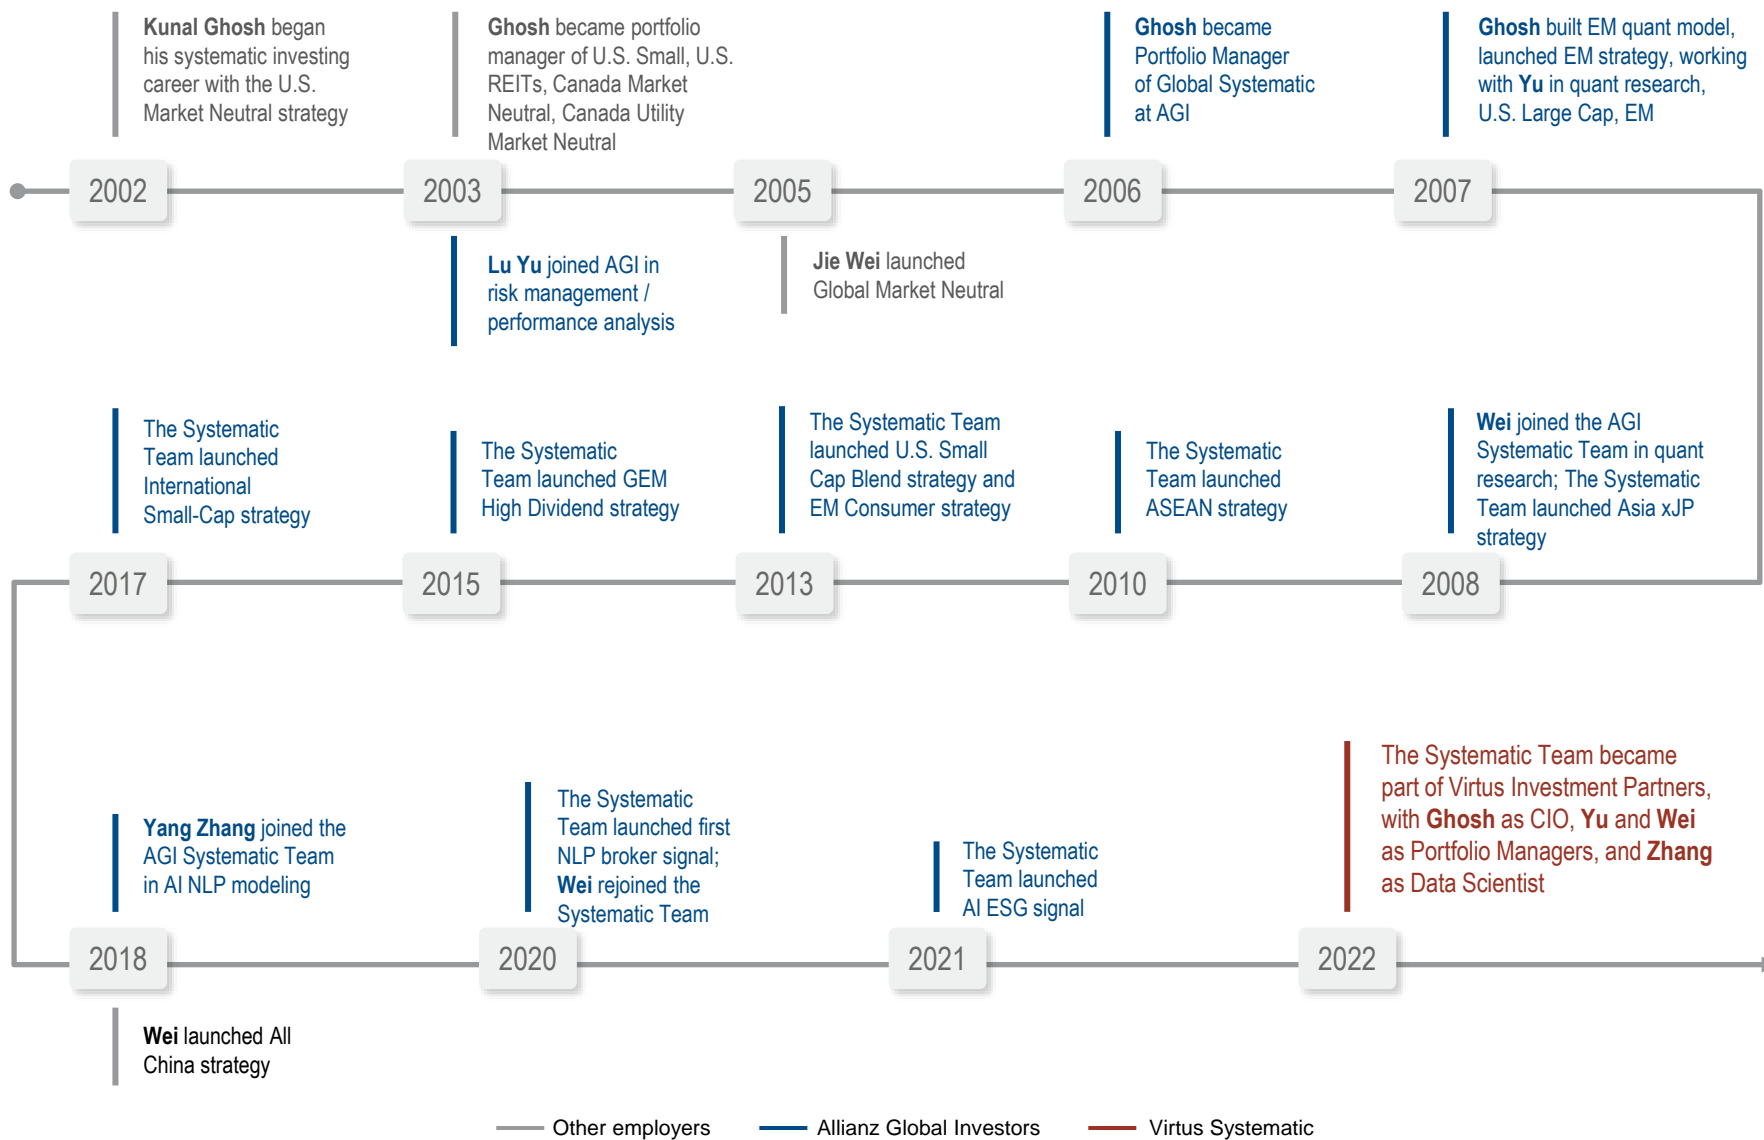 Kunal Ghosh began
his systematic investing
career with the U.S.
Market Neutral strategy
Ghosh became portfolio
manager of U.S. Small, U.S.
REITs, Canada Market
Neutral, Canada Utility
Market Neutral
Ghosh became
Portfolio Manager
of Global Systematic
at AGI
Ghosh built EM quant model,
launched EM strategy, working
with Yu in quant research,
U.S. Large Cap, EM
2002
2003
2005
2006
2007
Lu Yu joined AGI in
risk management /
performance analysis
Jie Wei launched
Global Market Neutral
The Systematic
Team launched
International
Small-Cap strategy
The Systematic
Team launched GEM
High Dividend strategy
The Systematic Team
launched U.S. Small
Cap Blend strategy and
EM Consumer strategy
The Systematic
Team launched
ASEAN strategy
Wei joined the AGI
Systematic Team in quant
research; The Systematic
Team launched Asia xJP
strategy
2017
2015
2013
2010
2008
Yang Zhang joined the
AGI Systematic Team
in AI NLP modeling
The Systematic
Team launched first
NLP broker signal;
Wei rejoined the
Systematic Team
The Systematic
Team launched
AI ESG signal
The Systematic Team became
part of Virtus Investment Partners,
with Ghosh as CIO, Yu and Wei
as Portfolio Managers, and Zhang
as Data Scientist
2018
2020
2021
2022
Wei launched All
China strategy
Other employers
Allianz Global Investors
Virtus Systematic